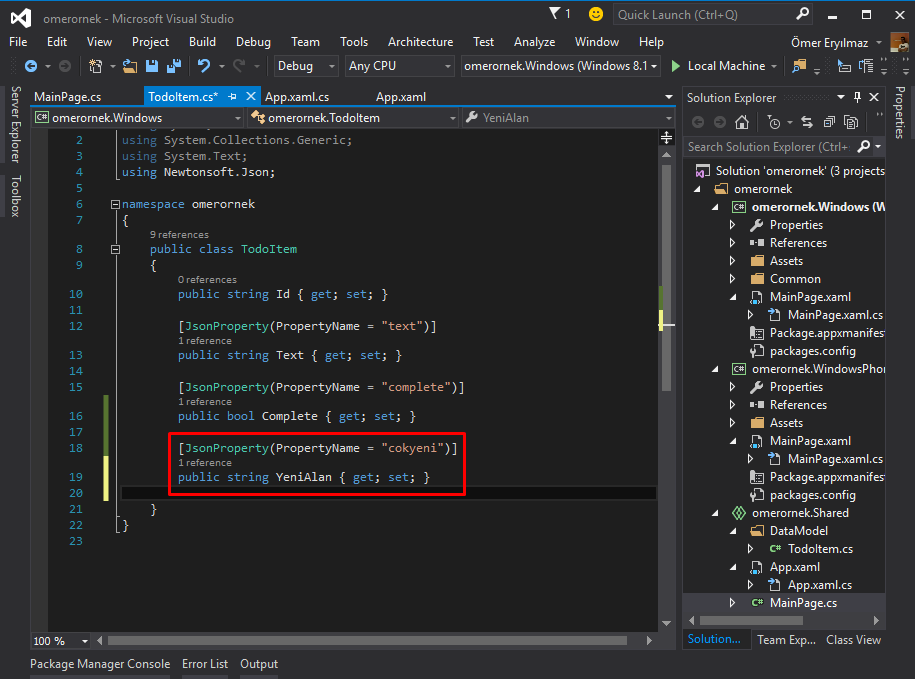 omerornek - Microsoft Visual Studio
1
Quick Launch (Ctrl+Q)
File Edit View Project Build Debug Team Tools Architecture Test Analyze Window Help
Ömer Eryılmaz
Debug Any CPU omerornek.Windows (Windows 8.1) Local Machine
Server Explorer
Toolbox
MainPage.cs TodoItem.cs* App.xaml.cs App.xaml
C# omerornek.Windows omerornek.TodoItem YeniAlan
2 using System.Collections.Generic;
3 using System.Text;
4 using Newtonsoft.Json;
5
6 namespace omerornek
7 {
9 references
8 public class TodoItem
9 {
0 references
10 public string Id { get; set; }
11
12 [JsonProperty(PropertyName = "text")]
1 reference
13 public string Text { get; set; }
14
15 [JsonProperty(PropertyName = "complete")]
1 reference
16 public bool Complete { get; set; }
17
18 [JsonProperty(PropertyName = "cokyeni")]
1 reference
19 public string YeniAlan { get; set; }
20
21 }
22 }
23
100 %
Solution Explorer
Search Solution Explorer (Ctrl+
Solution 'omerornek' (3 projects
omerornek
C# omerornek.Windows (W
Properties
References
Assets
Common
MainPage.xaml
MainPage.xaml.cs
Package.appxmanifes
packages.config
C# omerornek.WindowsPhon
Properties
References
Assets
MainPage.xaml
MainPage.xaml.cs
Package.appxmanifes
packages.config
omerornek.Shared
DataModel
C# TodoItem.cs
App.xaml
App.xaml.cs
C# MainPage.cs
Solution... Team Exp... Class View
Properties
Package Manager Console Error List Output